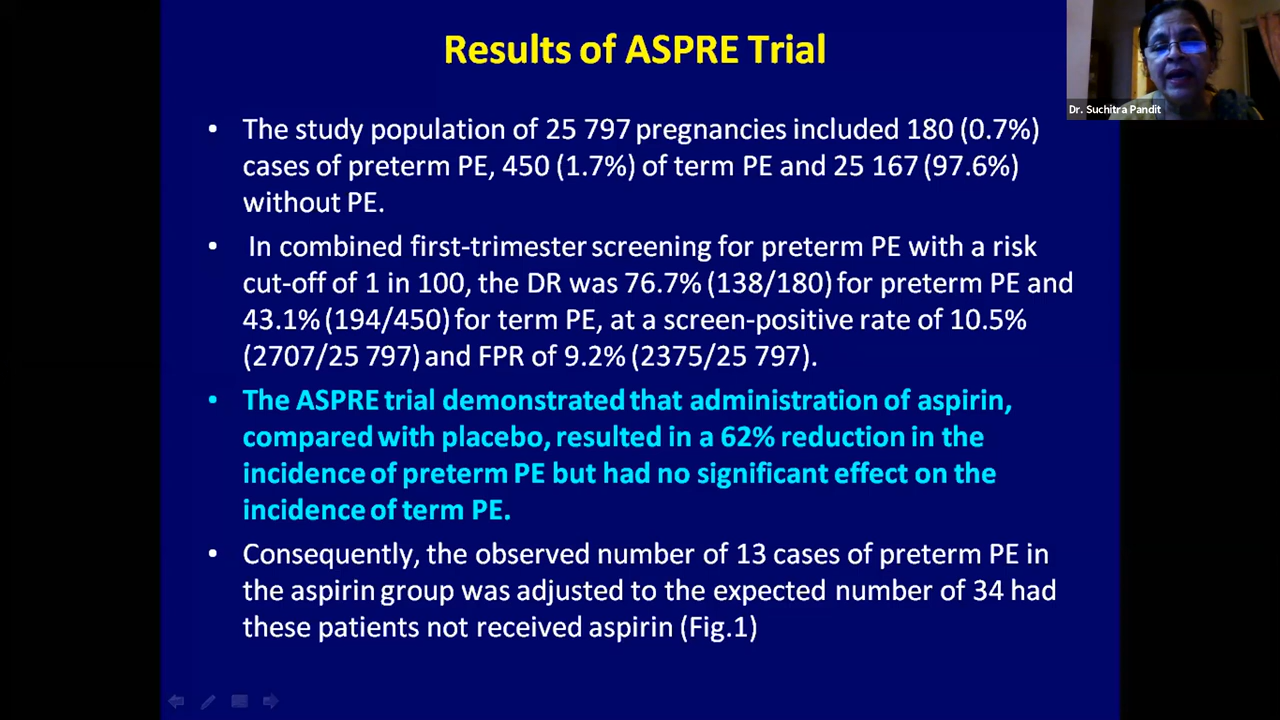 Results of ASPRE Trial
Dr. Suchitra Pandit
• The study population of 25 797 pregnancies included 180 (0.7%)
cases of preterm PE, 450 (1.7%) of term PE and 25 167 (97.6%)
without PE.
• In combined first-trimester screening for preterm PE with a risk
cut-off of 1 in 100, the DR was 76.7% (138/180) for preterm PE and
43.1% (194/450) for term PE, at a screen-positive rate of 10.5%
(2707/25 797) and FPR of 9.2% (2375/25 797).
• The ASPRE trial demonstrated that administration of aspirin,
compared with placebo, resulted in a 62% reduction in the
incidence of preterm PE but had no significant effect on the
incidence of term PE.
• Consequently, the observed number of 13 cases of preterm PE in
the aspirin group was adjusted to the expected number of 34 had
these patients not received aspirin (Fig.1)